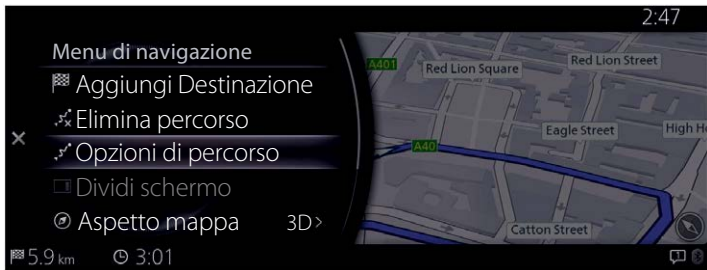 2:47
Menu di navigazione
Aggiungi Destinazione
Elimina percorso
Opzioni di percorso
Dividi schermo
Aspetto mappa 3D
5.9 km 3:01
A401
Red Lion Square
Red Lion Street
Eagle Street
High
A40
Catton Street